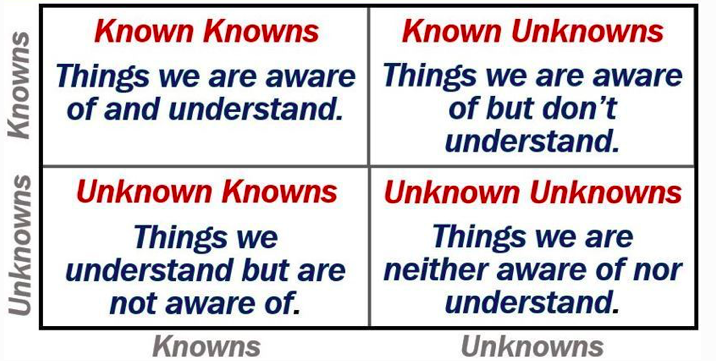 Knowns
Known Knowns
Things we are aware
of and understand.
Known Unknowns
Things we are aware
of but don't
understand.
Unknowns
Unknown Knowns
Things we
understand but are
not aware of.
Unknown Unknowns
Things we are
neither aware of nor
understand.
Knowns
Unknowns